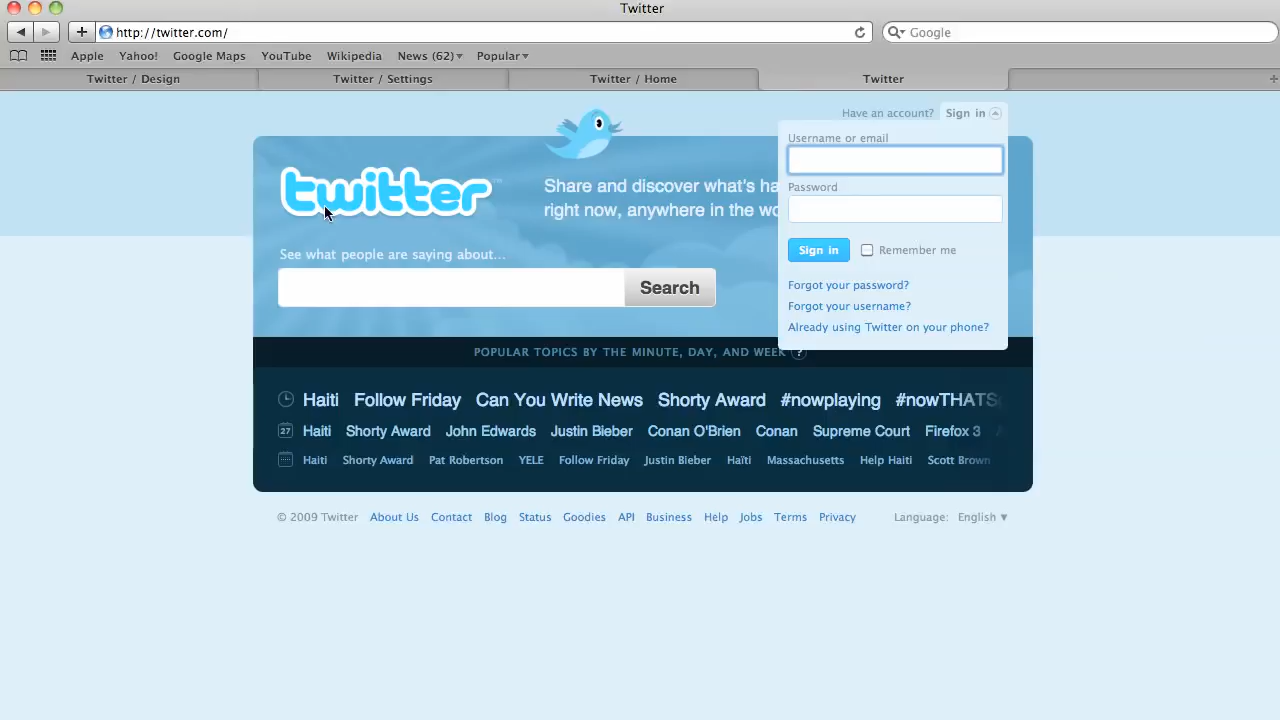 Twitter
http://twitter.com/
Google
Apple Yahoo! Google Maps YouTube Wikipedia News (62)▾ Popular▾
Twitter / Design Twitter / Settings Twitter / Home Twitter
Have an account? Sign in
Username or email
Password
Sign in Remember me
Forgot your password?
Forgot your username?
Already using Twitter on your phone?
twitter™
Share and discover what's ha
right now, anywhere in the wo
See what people are saying about...
Search
POPULAR TOPICS BY THE MINUTE, DAY, AND WEEK ?
Haiti Follow Friday Can You Write News Shorty Award #nowplaying #nowTHATS
27 Haiti Shorty Award John Edwards Justin Bieber Conan O'Brien Conan Supreme Court Firefox 3
Haiti Shorty Award Pat Robertson YELE Follow Friday Justin Bieber Haïti Massachusetts Help Haiti Scott Brown
© 2009 Twitter About Us Contact Blog Status Goodies API Business Help Jobs Terms Privacy Language: English ▾